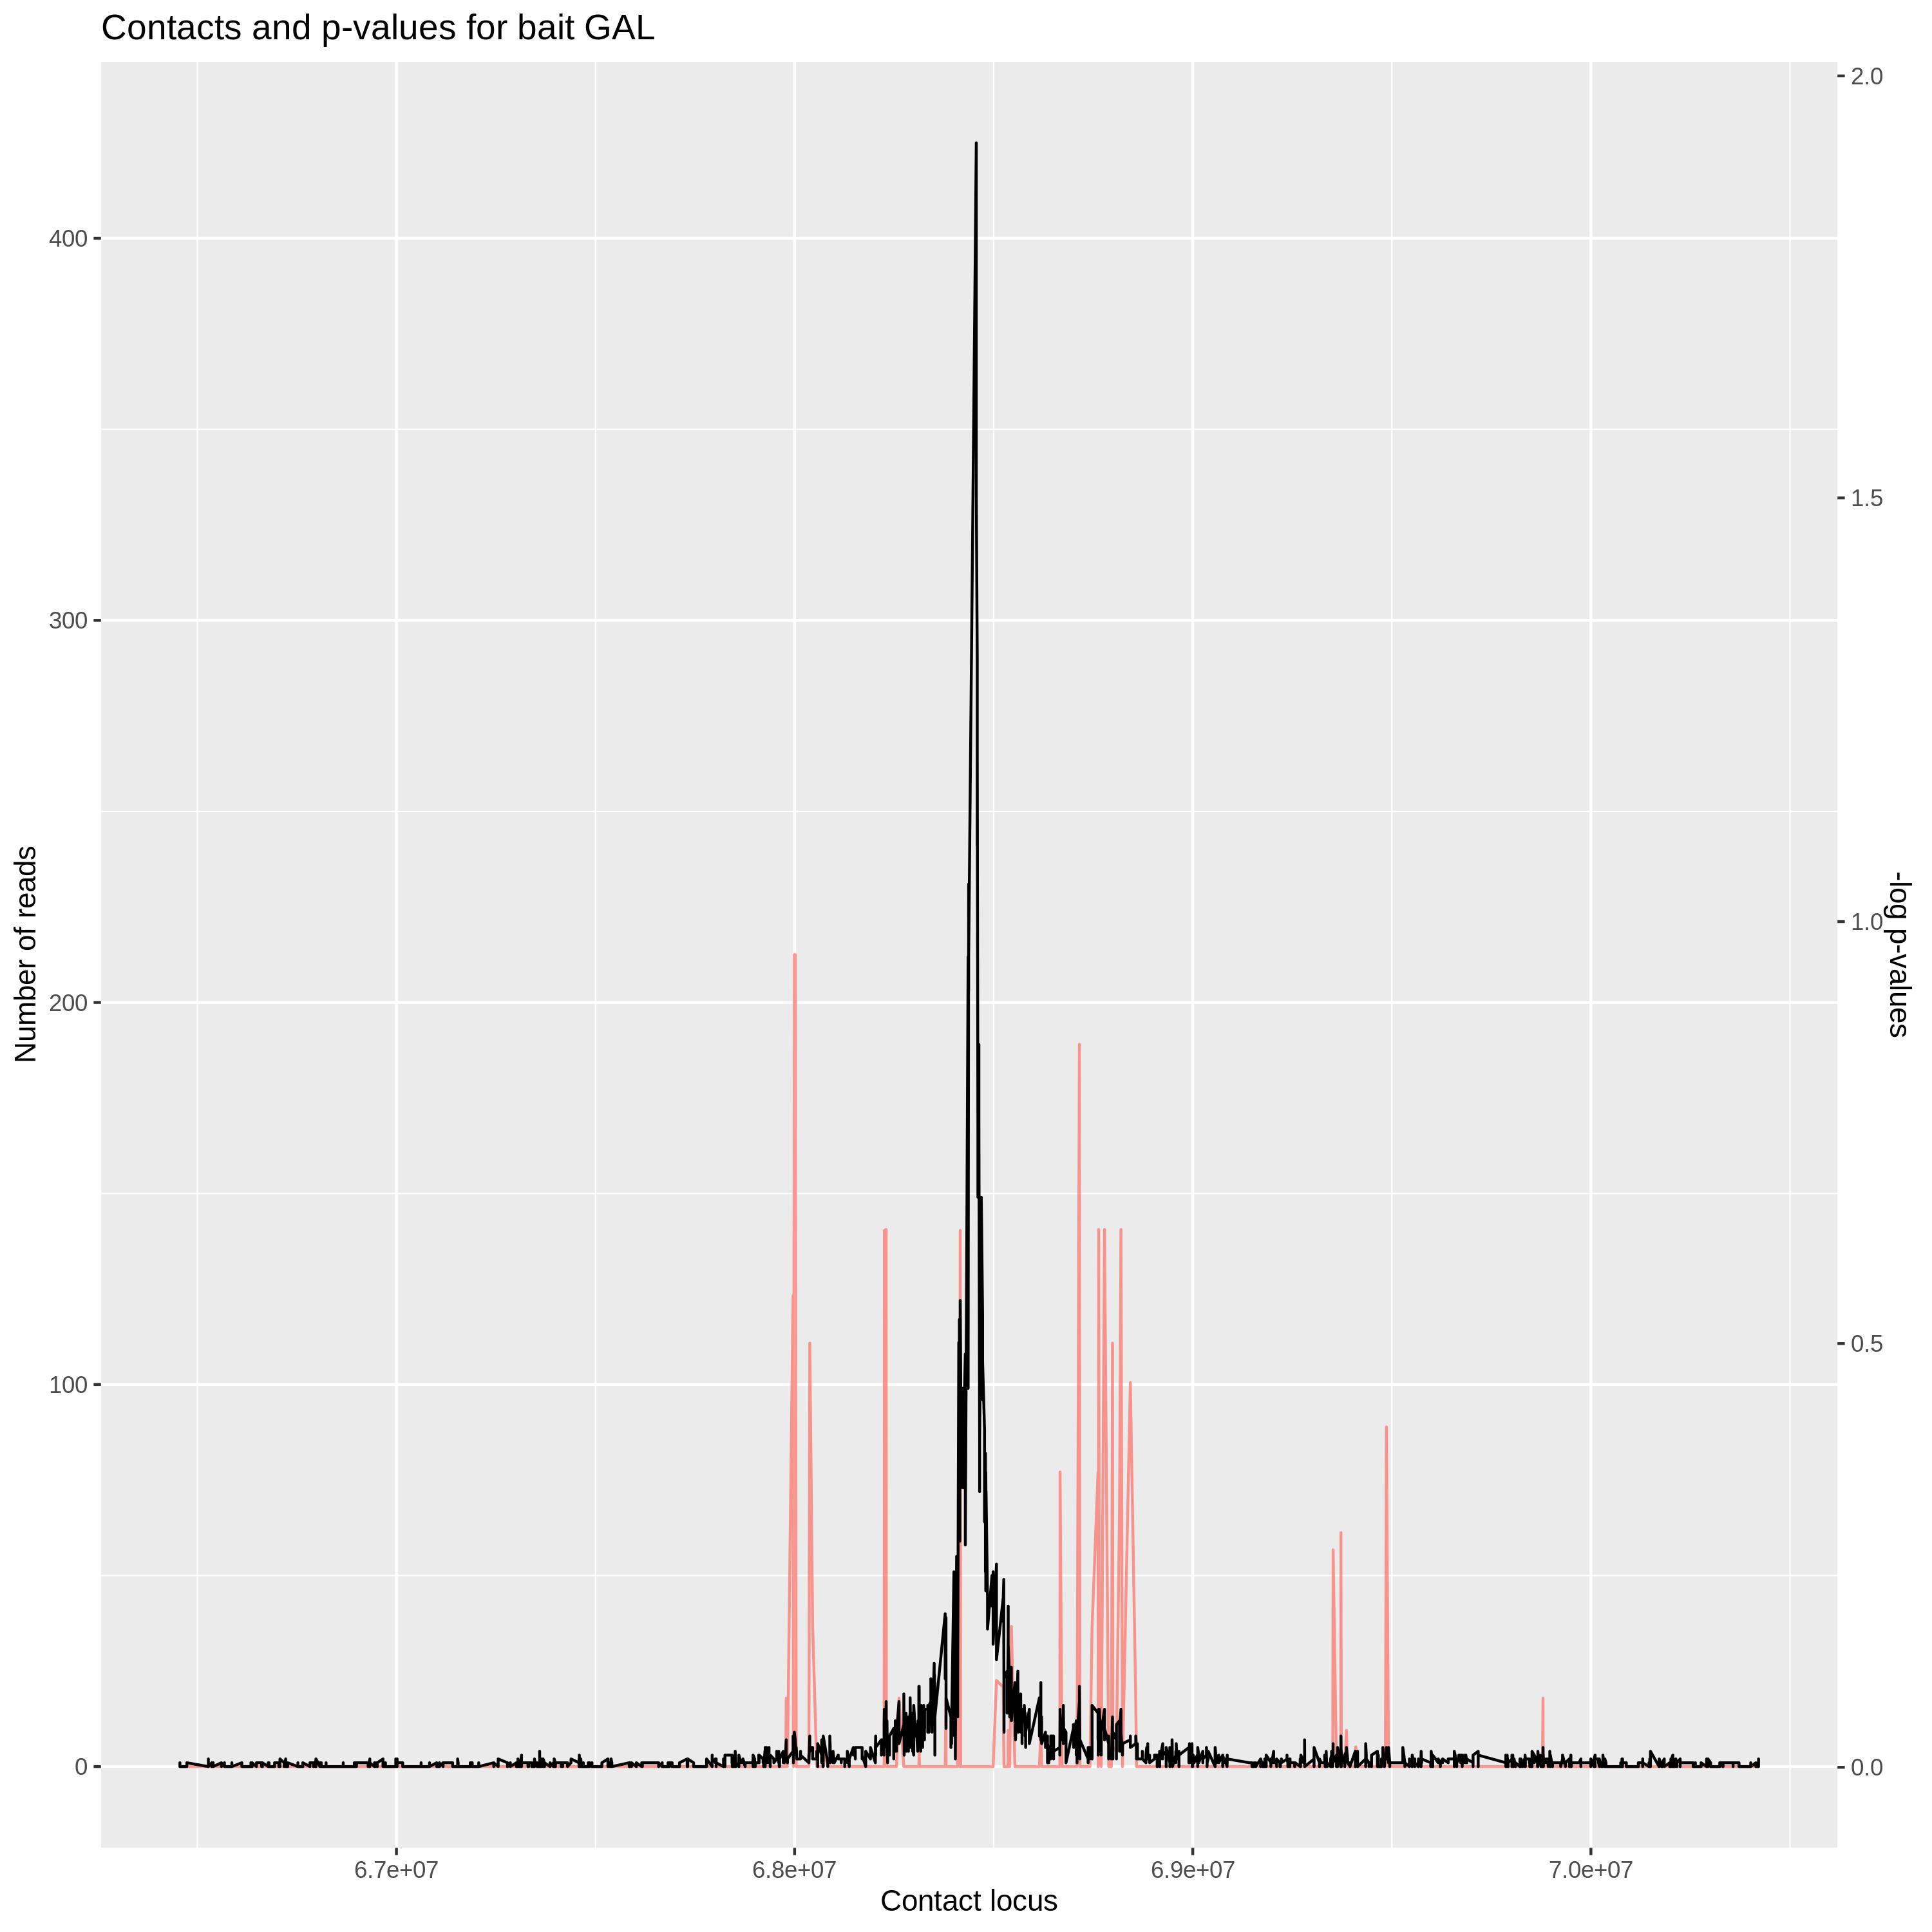 Contacts and p-values for bait GAL
2.0
400
1.5
300
Number of reads
1.0
-log p-values
200
0.5
100
0
0.0
6.7e+07 6.8e+07 6.9e+07 7.0e+07
Contact locus